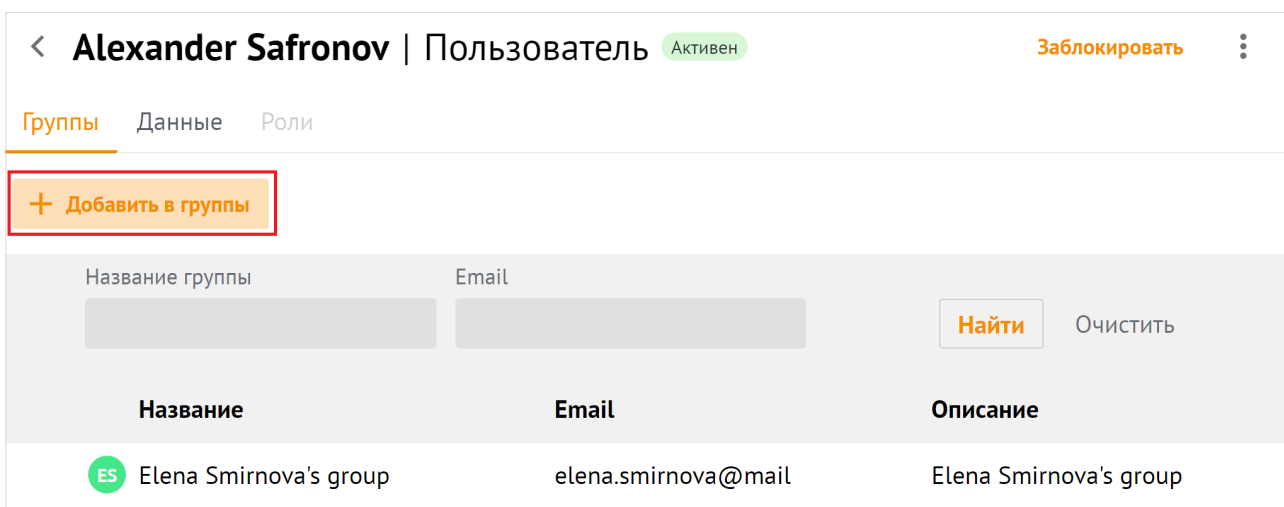 Alexander Safronov | Пользователь Активен Заблокировать
Группы Данные Роли
+ Добавить в группы
Название группы Email
Найти Очистить
Название Email Описание
ES Elena Smirnova's group elena.smirnova@mail Elena Smirnova's group